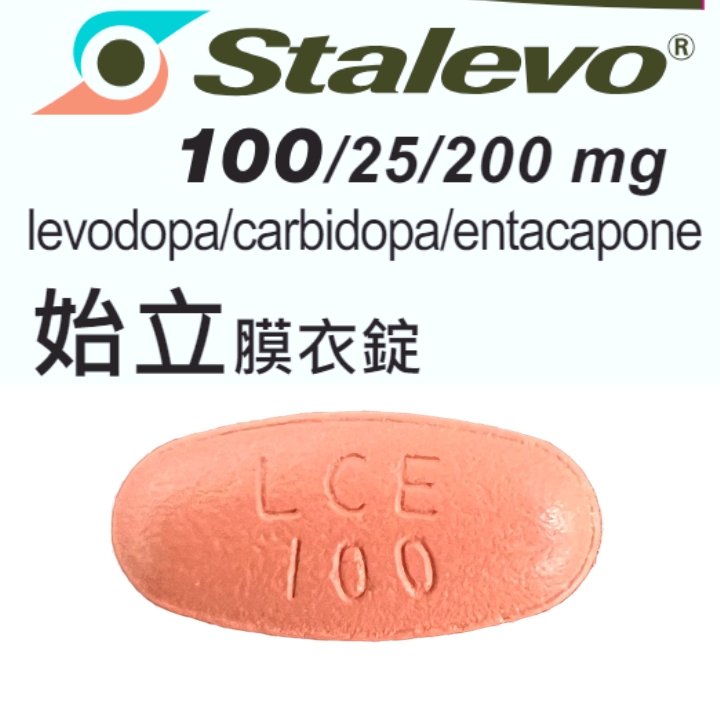 Stalevo®
100/25/200 mg
levodopa/carbidopa/entacapone
始立膜衣錠
LCE
100